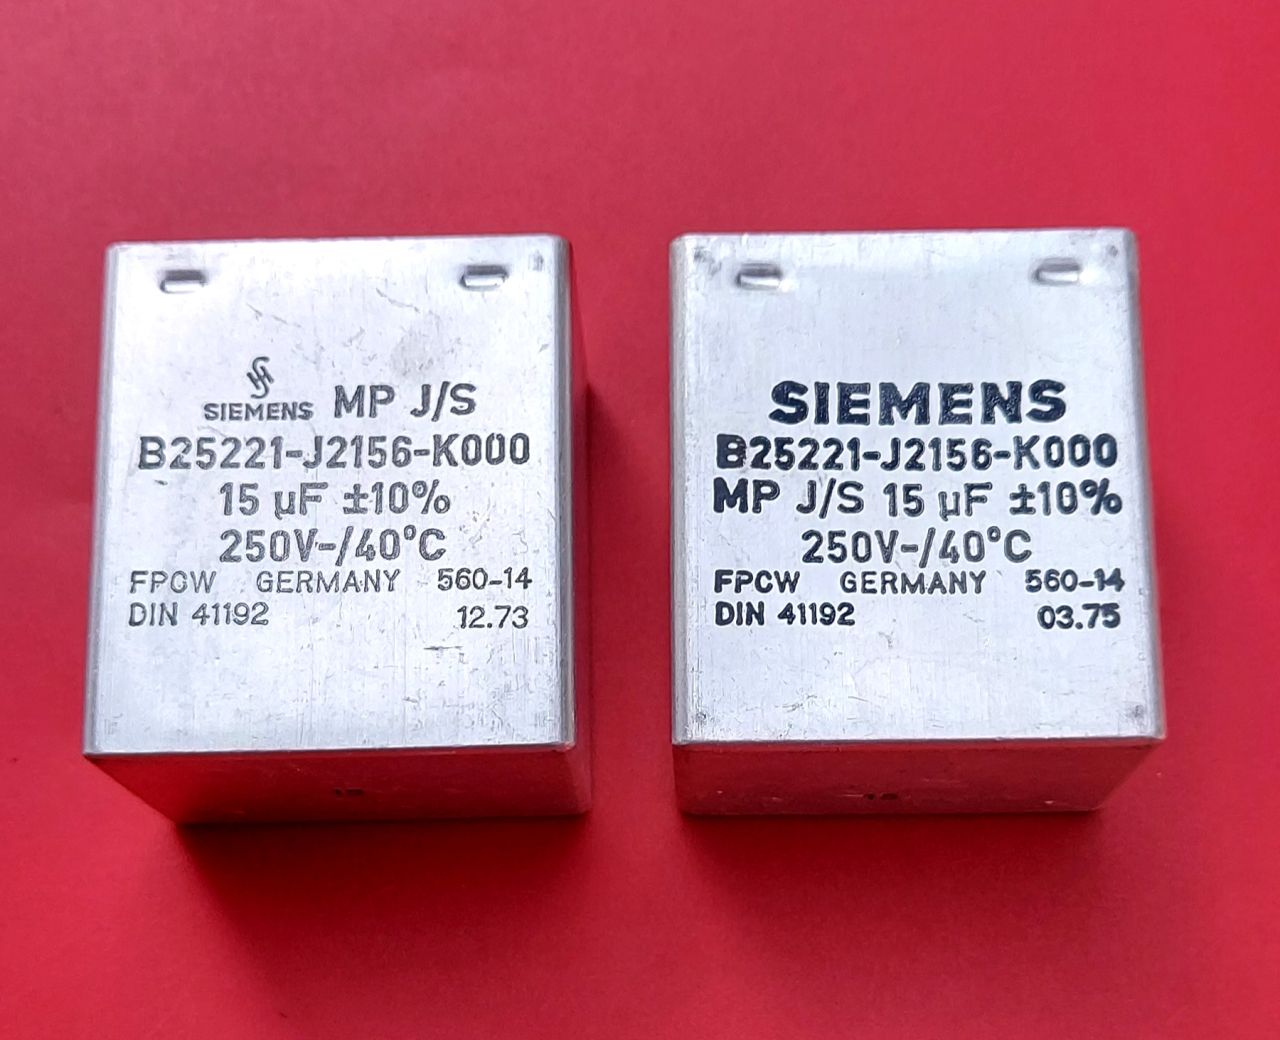 SIEMENS MP J/S
B25221-J2156-K000
15 µF ±10%
250V-/40°C
FPCW GERMANY 560-14
DIN 41192 12.73
SIEMENS
B25221-J2156-K000
MP J/S 15 µF ±10%
250V-/40°C
FPCW GERMANY 560-14
DIN 41192 03.75